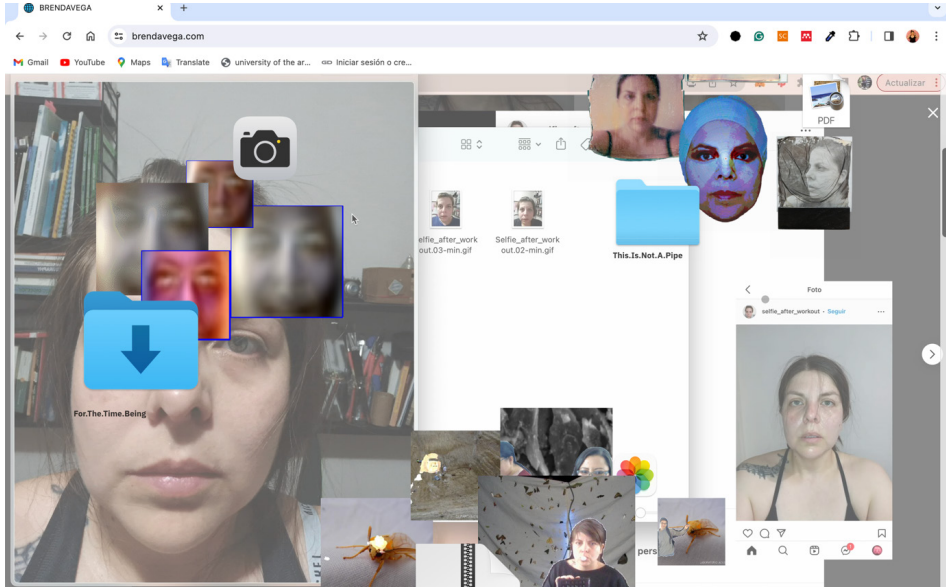 BRENDAVEGA
brendavega.com
Gmail
YouTube
Maps
Translate
university of the ar...
Iniciar sesión o cre...
Actualizar
PDF
elfie_after_work
out.03-min.gif
Selfie_after_work
out.02-min.gif
This.Is.Not.A.Pipe
Foto
selfie_after_workout • Seguir
For.The.Time.Being
pers